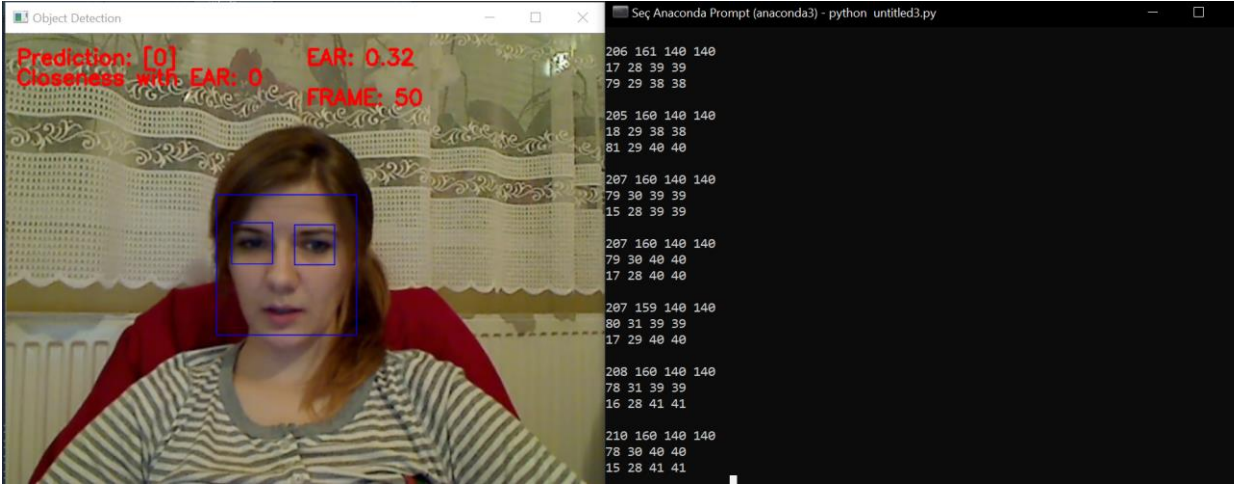 Object Detection
Prediction: [0]
Closeness with EAR: 0
EAR: 0.32
FRAME: 50
Seç Anaconda Prompt (anaconda3) - python  untitled3.py
206 161 140 140
17 28 39 39
79 29 38 38
205 160 140 140
18 29 38 38
81 29 40 40
207 160 140 140
79 30 39 39
15 28 39 39
207 160 140 140
79 30 40 40
17 28 40 40
207 159 140 140
80 31 39 39
17 29 40 40
208 160 140 140
78 31 39 39
16 28 41 41
210 160 140 140
78 30 40 40
15 28 41 41